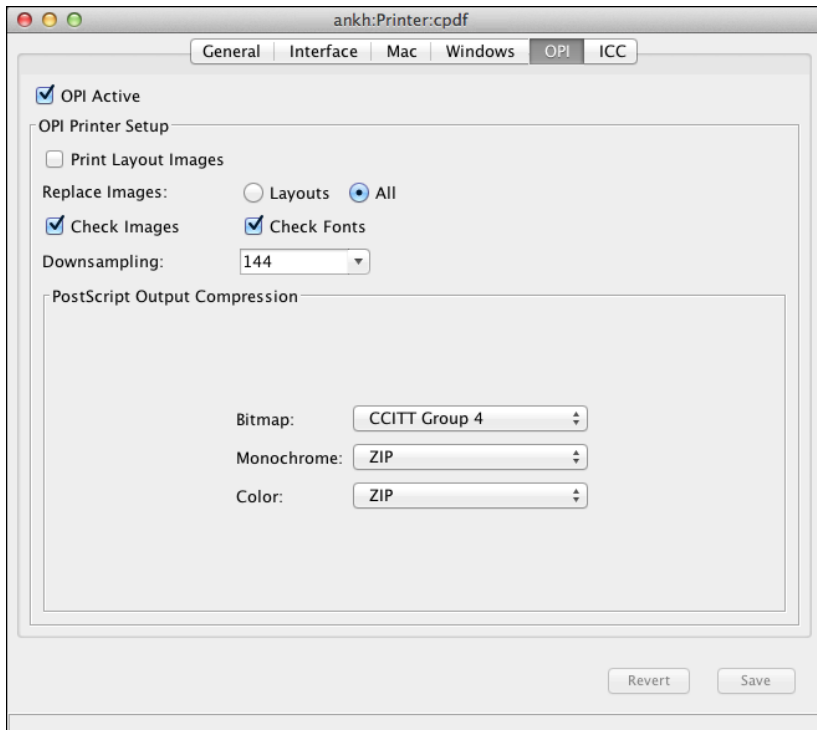 ankh:Printer:cpdf
General Interface Mac Windows OPI ICC
OPI Active
OPI Printer Setup
Print Layout Images
Replace Images: Layouts All
Check Images Check Fonts
Downsampling: 144
PostScript Output Compression
Bitmap: CCITT Group 4
Monochrome: ZIP
Color: ZIP
Revert Save